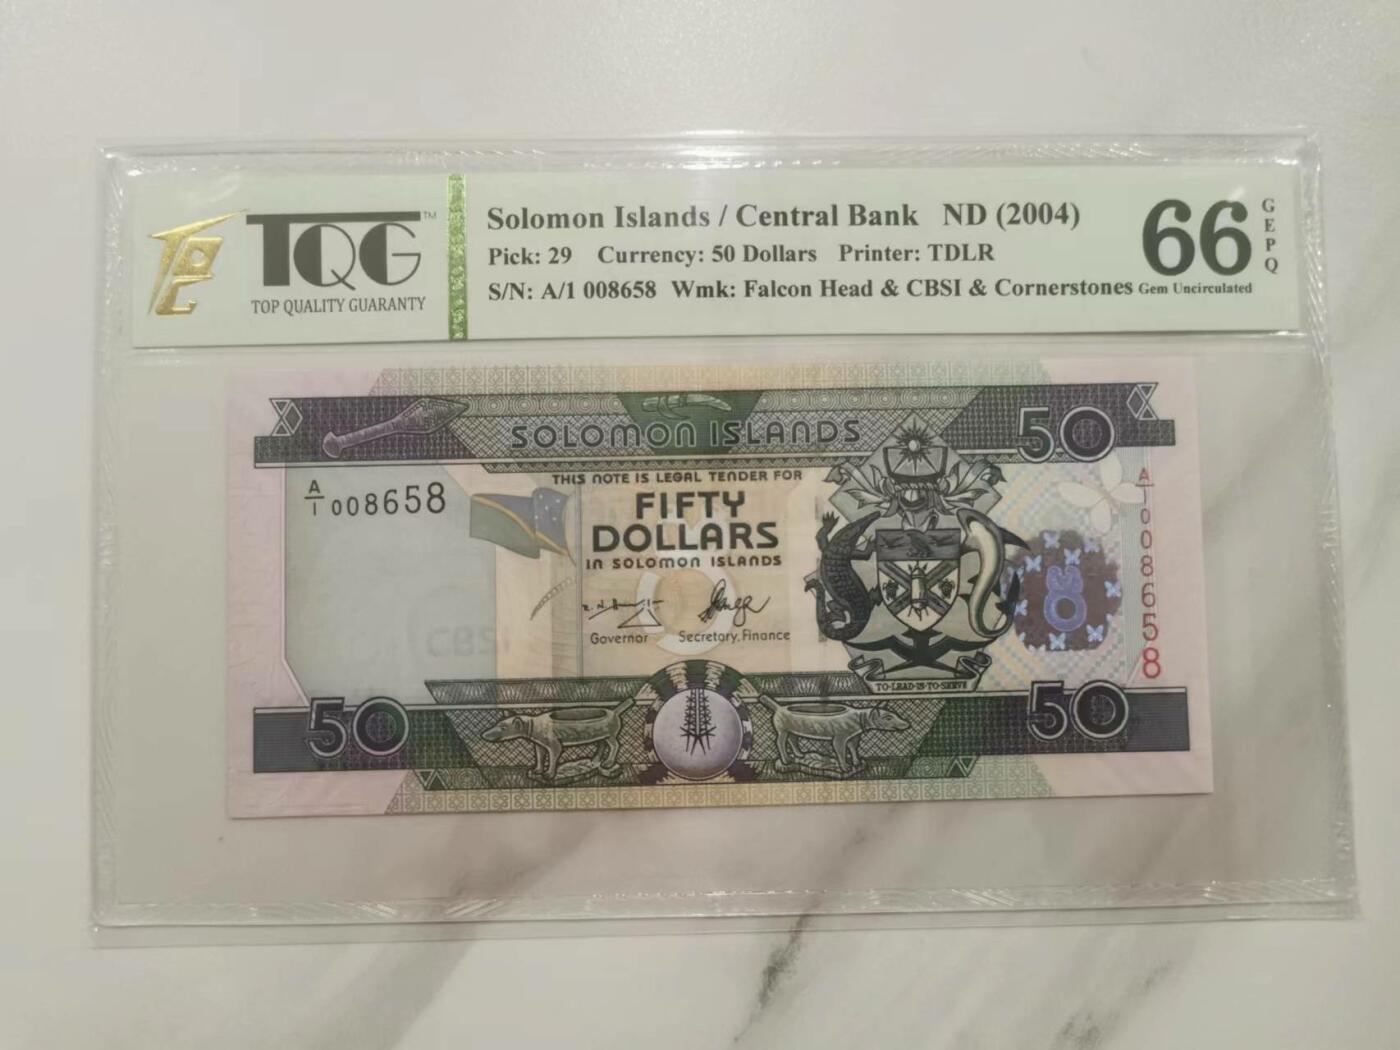 TQG™
TOP QUALITY GUARANTY
Solomon Islands / Central Bank ND (2004)
Pick: 29 Currency: 50 Dollars Printer: TDLR
S/N: A/1 008658 Wmk: Falcon Head & CBSI & Cornerstones
66
GEPQ
Gem Uncirculated
SOLOMON ISLANDS
50
A/1 008658
THIS NOTE IS LEGAL TENDER FOR
FIFTY
DOLLARS
IN SOLOMON ISLANDS
Governor Secretary, Finance
CBSI
TO·LEAD·IS·TO·SERVE
A/1 008658
50
50